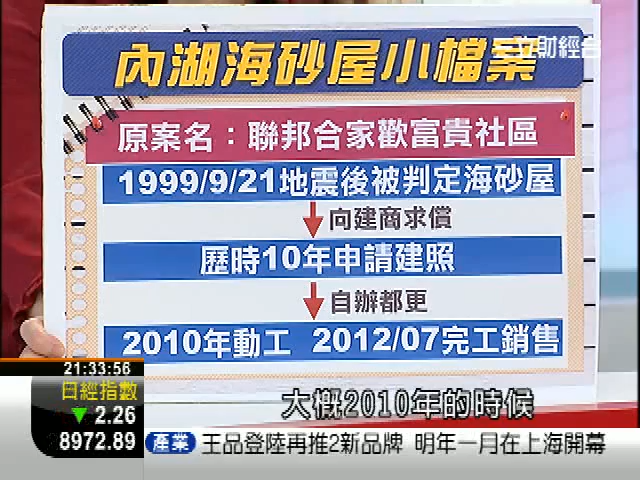 三立財經台
內湖海砂屋小檔案
原案名：聯邦合家歡富貴社區
1999/9/21地震後被判定海砂屋
向建商求償
歷時10年申請建照
自辦都更
2010年動工 2012/07完工銷售
大概2010年的時候
21:33:56
日經指數
▼2.26
8972.89
產業 王品登陸再推2新品牌 明年一月在上海開幕